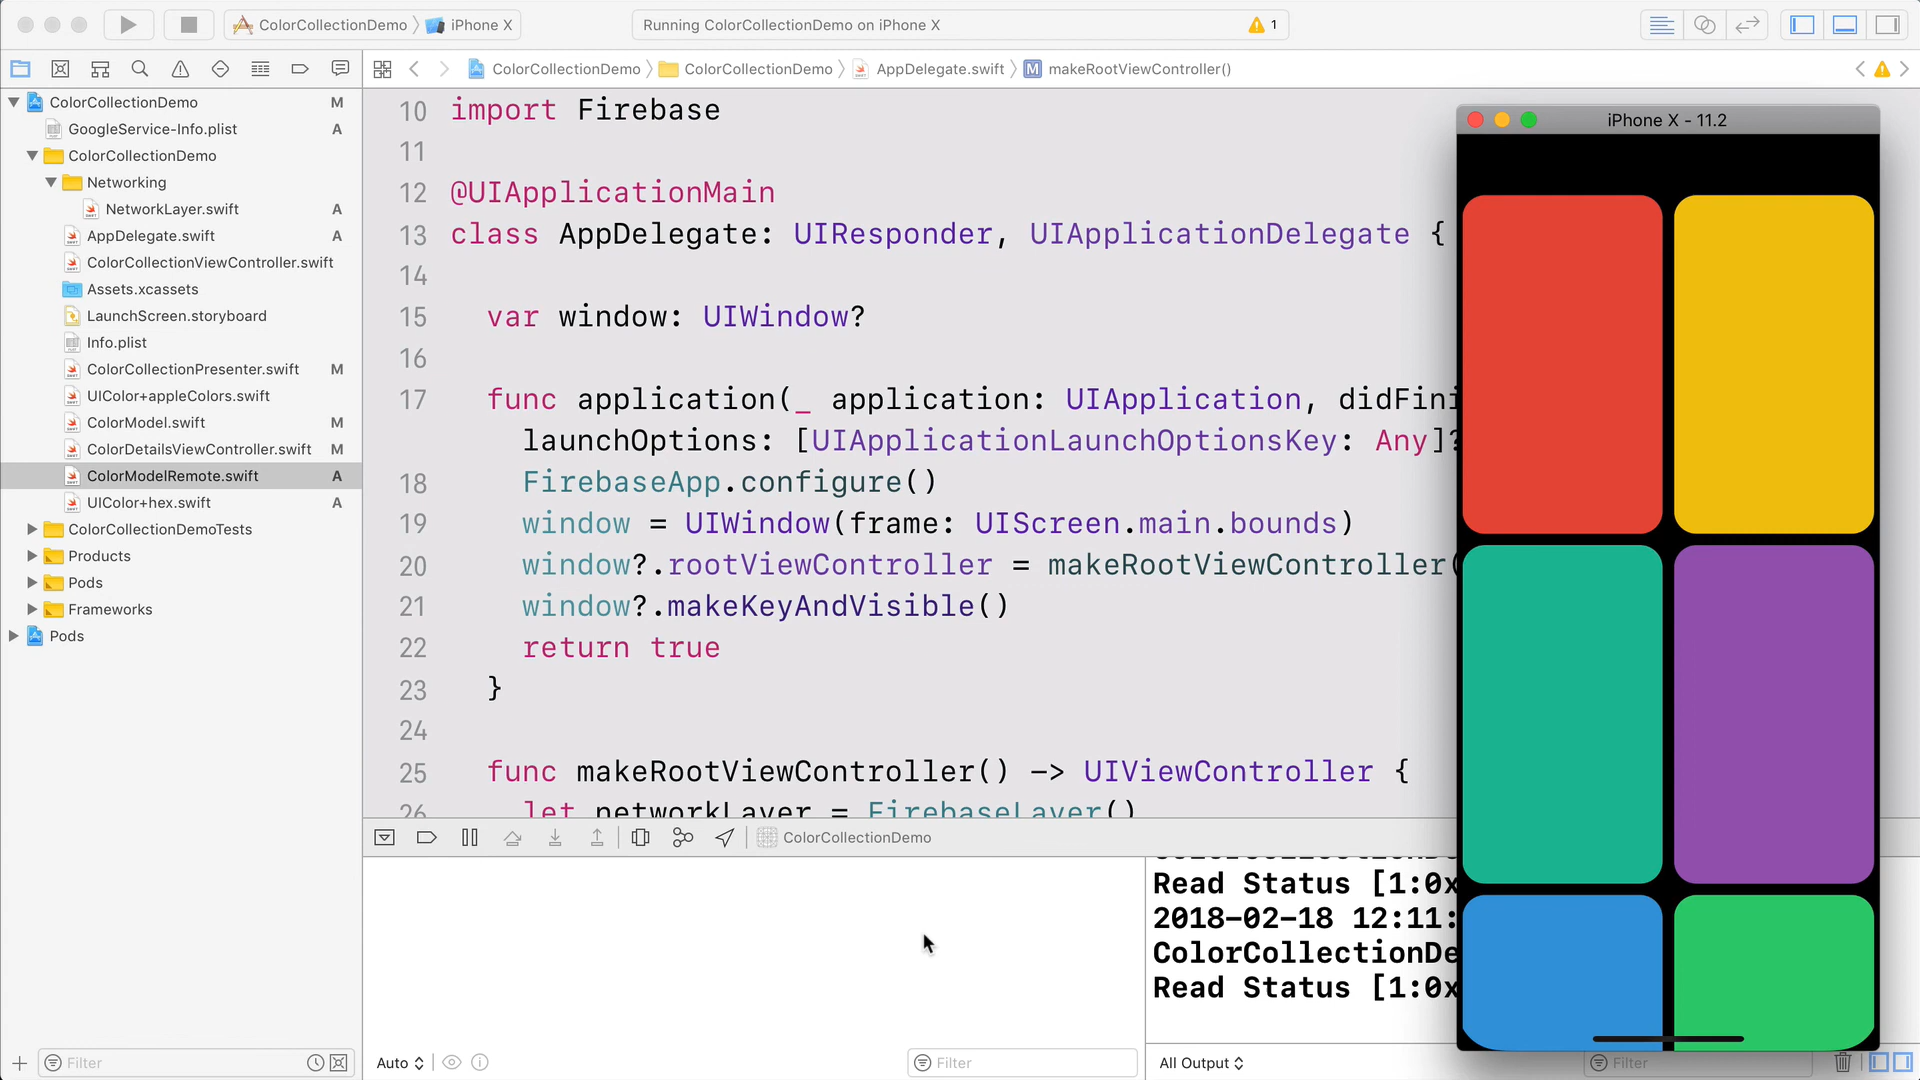 ColorCollectionDemo
iPhone X
Running ColorCollectionDemo on iPhone X
1
ColorCollectionDemo
ColorCollectionDemo
AppDelegate.swift
M
makeRootViewController()
ColorCollectionDemo M
GoogleService-Info.plist A
ColorCollectionDemo
Networking
NetworkLayer.swift A
AppDelegate.swift A
ColorCollectionViewController.swift
Assets.xcassets
LaunchScreen.storyboard
Info.plist
ColorCollectionPresenter.swift M
UIColor+appleColors.swift
ColorModel.swift M
ColorDetailsViewController.swift M
ColorModelRemote.swift A
UIColor+hex.swift A
ColorCollectionDemoTests
Products
Pods
Frameworks
Pods
Filter
10 import Firebase
11
12 @UIApplicationMain
13 class AppDelegate: UIResponder, UIApplicationDelegate {
14
15 var window: UIWindow?
16
17 func application(_ application: UIApplication, didFini
launchOptions: [UIApplicationLaunchOptionsKey: Any]?
18 FirebaseApp.configure()
19 window = UIWindow(frame: UIScreen.main.bounds)
20 window?.rootViewController = makeRootViewController(
21 window?.makeKeyAndVisible()
22 return true
23 }
24
25 func makeRootViewController() -> UIViewController {
26 let networkLayer = FirebaseLayer()
ColorCollectionDemo
Auto
Filter
ColorCollectionDe
Read Status [1:0x
2018-02-18 12:11:
ColorCollectionDe
Read Status [1:0x
All Output
Filter
iPhone X - 11.2